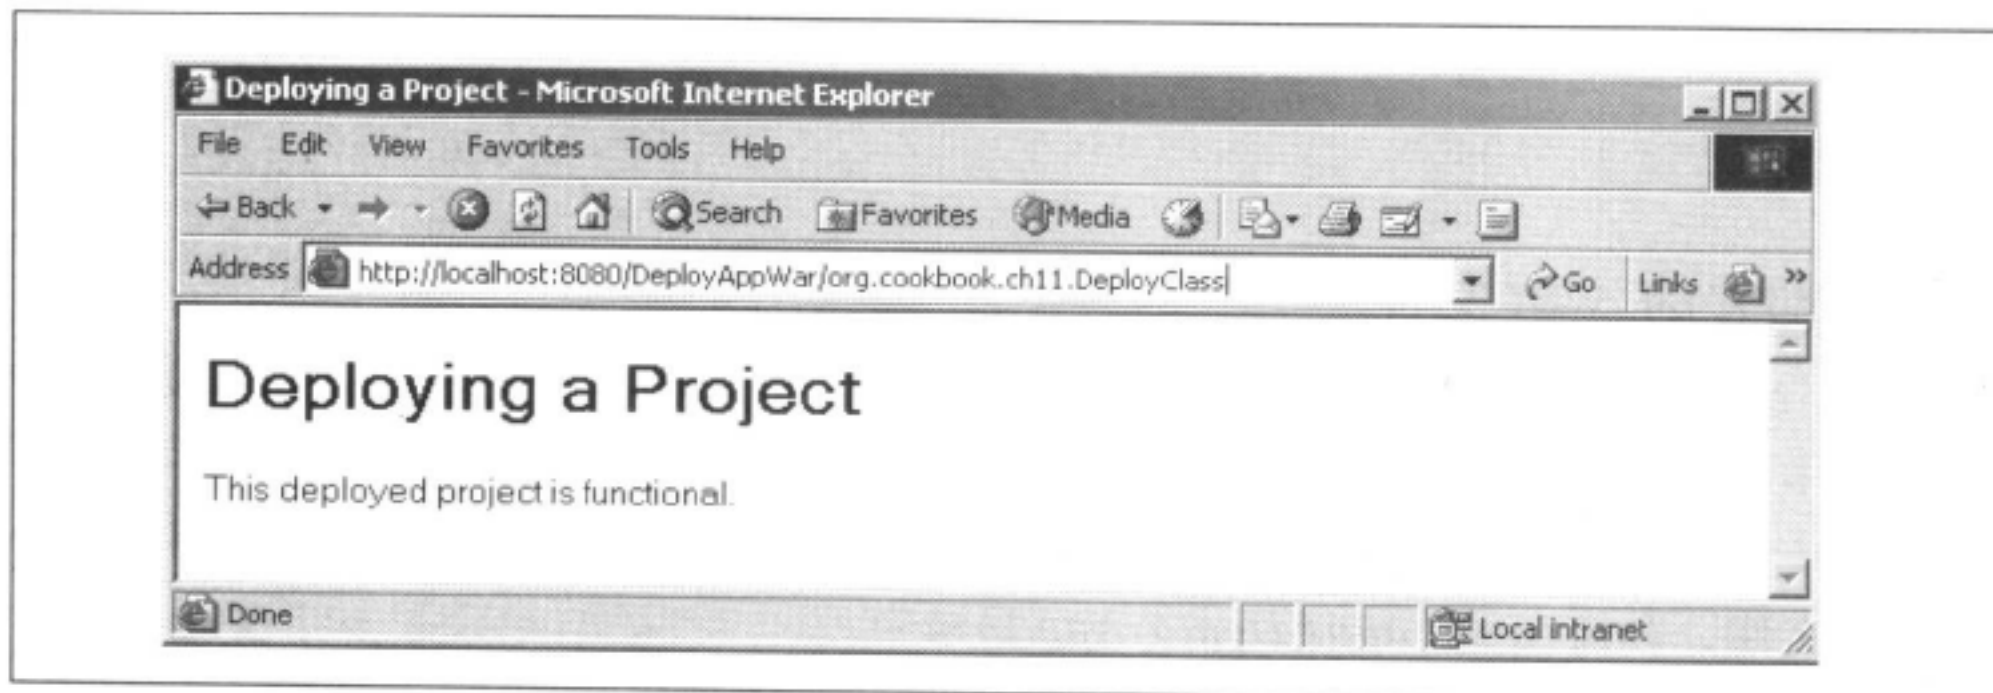 Deploying a Project - Microsoft Internet Explorer
File Edit View Favorites Tools Help
Back Search Favorites Media
Address http://localhost:8080/DeployAppWar/org.cookbook.ch11.DeployClass Go Links »
Deploying a Project
This deployed project is functional.
Done Local intranet